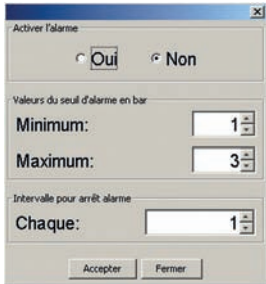 Activer l'alarme
Oui Non
Valeurs du seuil d'alarme en bar
Minimum: 1
Maximum: 3
Intervalle pour arrêt alarme
Chaque: 1
Accepter Fermer